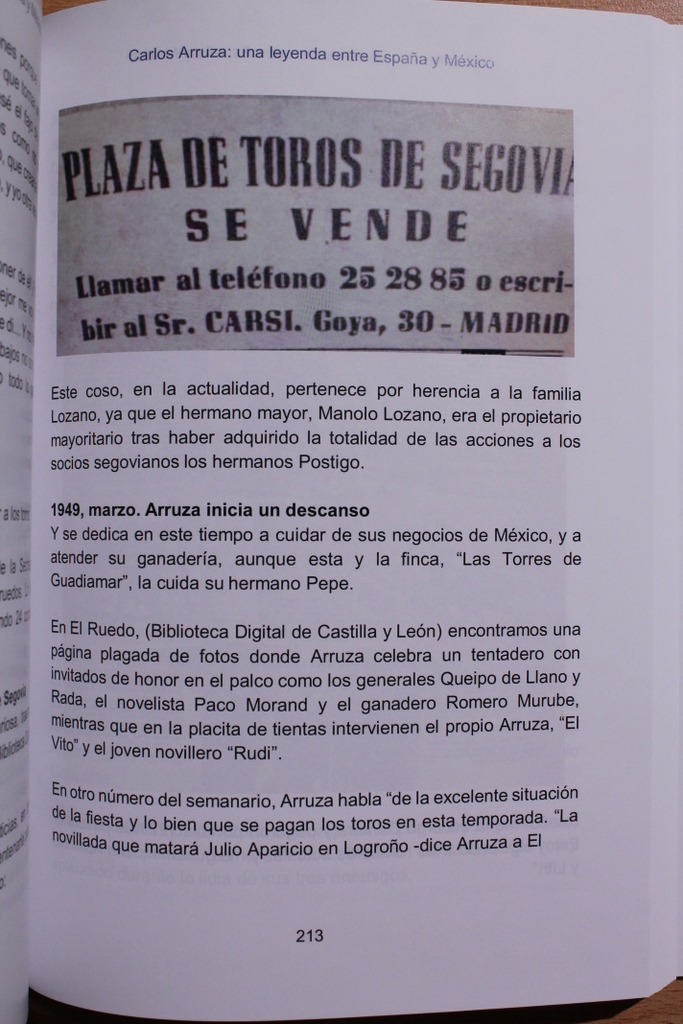 Carlos Arruza: una leyenda entre España y México
PLAZA DE TOROS DE SEGOVIA
SE VENDE
Llamar al teléfono 25 28 85 o escri-
bir al Sr. CARSI. Goya, 30 - MADRID
Este coso, en la actualidad, pertenece por herencia a la familia
Lozano, ya que el hermano mayor, Manolo Lozano, era el propietario
mayoritario tras haber adquirido la totalidad de las acciones a los
socios segovianos los hermanos Postigo.
1949, marzo. Arruza inicia un descanso
Y se dedica en este tiempo a cuidar de sus negocios de México, y a
atender su ganadería, aunque esta y la finca, “Las Torres de
Guadiamar”, la cuida su hermano Pepe.
En El Ruedo, (Biblioteca Digital de Castilla y León) encontramos una
página plagada de fotos donde Arruza celebra un tentadero con
invitados de honor en el palco como los generales Queipo de Llano y
Rada, el novelista Paco Morand y el ganadero Romero Murube,
mientras que en la placita de tientas intervienen el propio Arruza, “El
Vito” y el joven novillero “Rudi”.
En otro número del semanario, Arruza habla “de la excelente situación
de la fiesta y lo bien que se pagan los toros en esta temporada. “La
novillada que matará Julio Aparicio en Logroño -dice Arruza a El
213